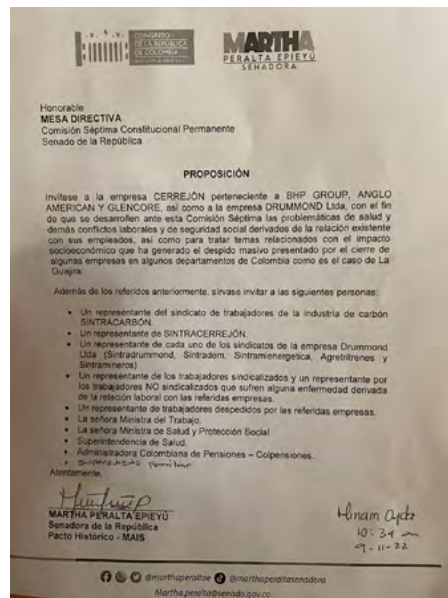 CONGRESO
DE LA REPÚBLICA
DE COLOMBIA
MARTHA
PERALTA EPIEYÚ
SENADORA
Honorable
MESA DIRECTIVA
Comisión Séptima Constitucional Permanente
Senado de la República
PROPOSICIÓN
Invítese a la empresa CERREJÓN perteneciente a BHP GROUP, ANGLO
AMERICAN Y GLENCORE, así como a la empresa DRUMMOND Ltda, con el fin
de que se desarrollen ante esta Comisión Séptima las problemáticas de salud y
demás conflictos laborales y de seguridad social derivados de la relación existente
con sus empleados, así como para tratar temas relacionados con el impacto
socioeconómico que ha generado el despido masivo presentado por el cierre de
algunas empresas en algunos departamentos de Colombia como es el caso de La
Guajira.
Además de los referidos anteriormente, sírvase invitar a las siguientes personas:
• Un representante del sindicato de trabajadores de la industria de carbón
SINTRACARBÓN.
• Un representante de SINTRACERREJÓN.
• Un representante de cada uno de los sindicatos de la empresa Drummond
Ltda (Sintradrummond, Sintradem, Sintramienergetica, Agretritrenes y
Sintramineros)
• Un representante de los trabajadores sindicalizados y un representante por
los trabajadores NO sindicalizados que sufren alguna enfermedad derivada
de la relación laboral con las referidas empresas.
• Un representante de trabajadores despedidos por las referidas empresas.
• La señora Ministra del Trabajo.
• La señora Ministra de Salud y Protección Social
• Superintendencia de Salud.
• Administradora Colombiana de Pensiones – Colpensiones.
Atentamente,
MARTHA PERALTA EPIEYÚ
Senadora de la República
Pacto Histórico - MAIS
10:34 am
9-11-22
@marthaperaltae @marthaperaltasenadora
Martha.peralta@senado.gov.co